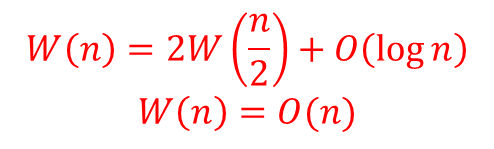 W(n) = 2W(n/2) + O(log n)
W(n) = O(n)